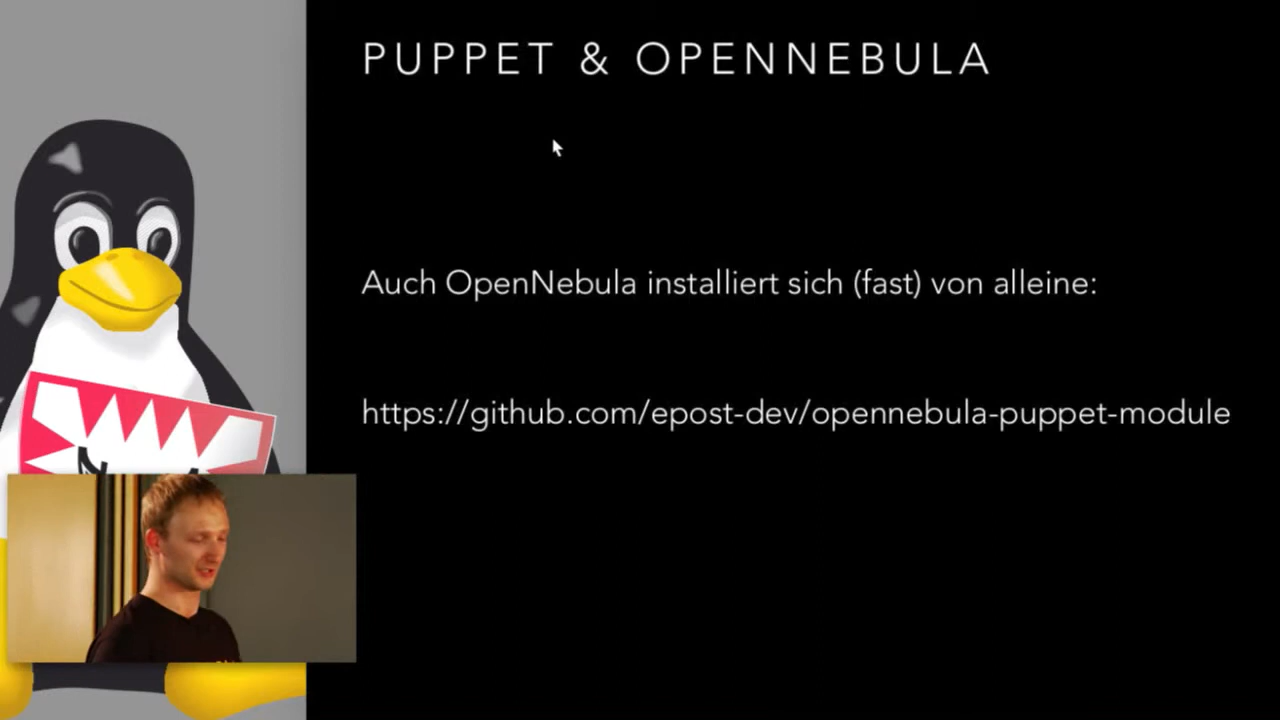 PUPPET & OPENNEBULA
Auch OpenNebula installiert sich (fast) von alleine:
https://github.com/epost-dev/opennebula-puppet-module